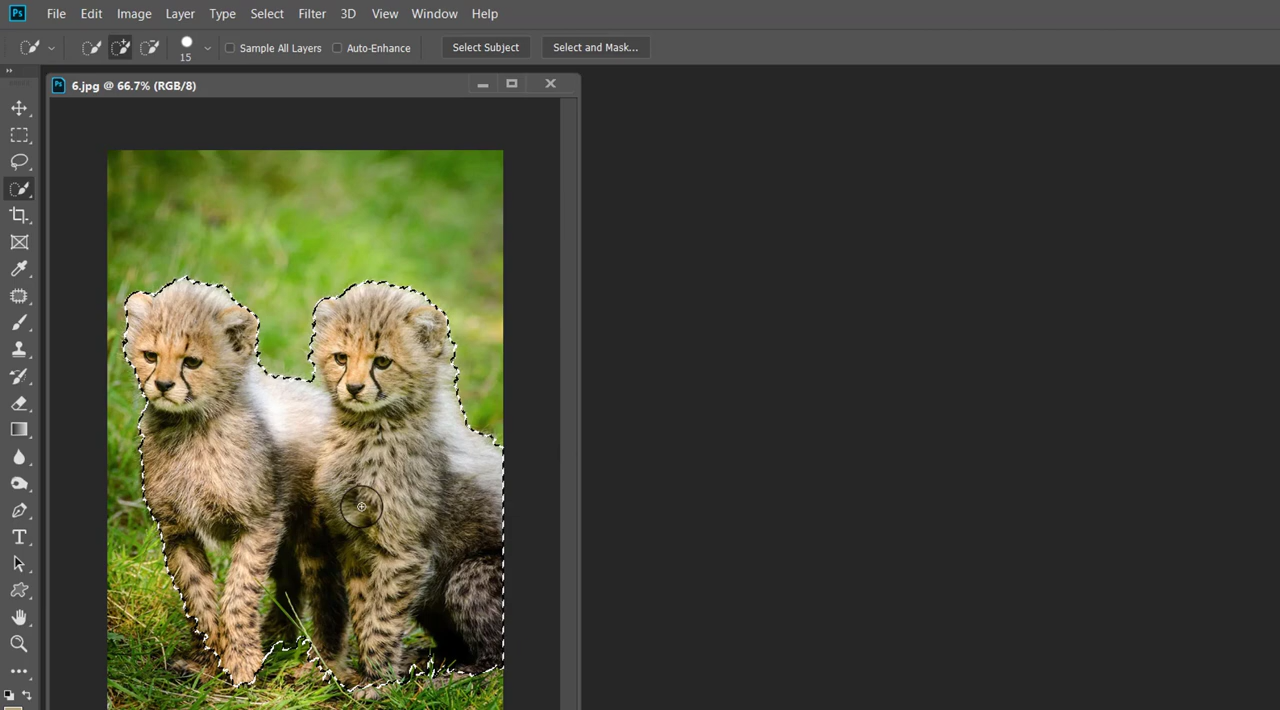 Ps File Edit Image Layer Type Select Filter 3D View Window Help
15 Sample All Layers Auto-Enhance Select Subject Select and Mask...
Ps 6.jpg @ 66.7% (RGB/8)
T